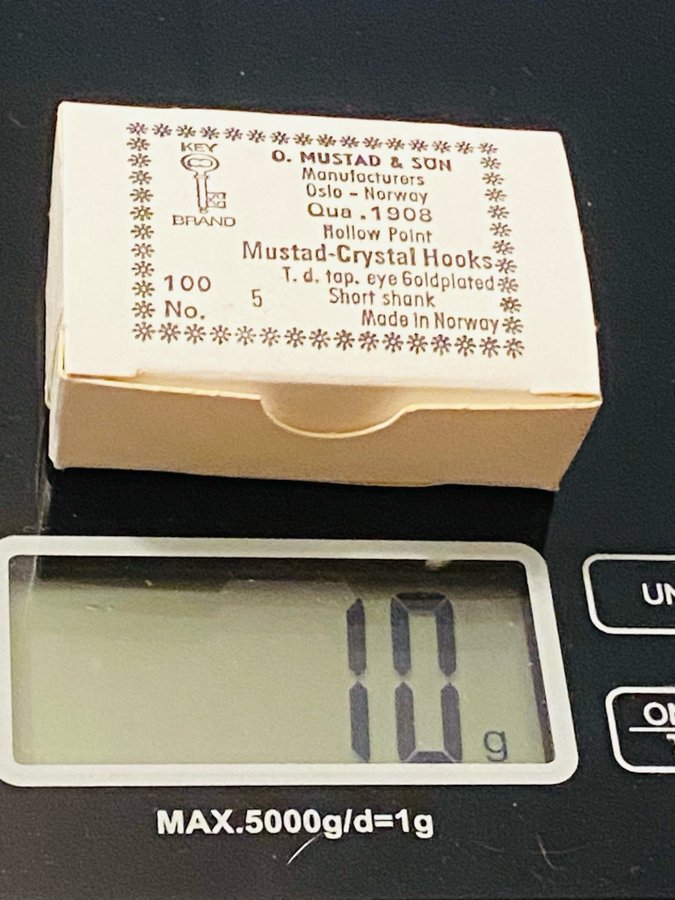 KEY
BRAND
O. MUSTAD & SÖN
Manufacturers
Oslo - Norway
Qua. 1908
Hollow Point
Mustad-Crystal Hooks
T. d. tap. eye Goldplated
100
Short shank
No. 5
Made in Norway
10 g
MAX.5000g/d=1g